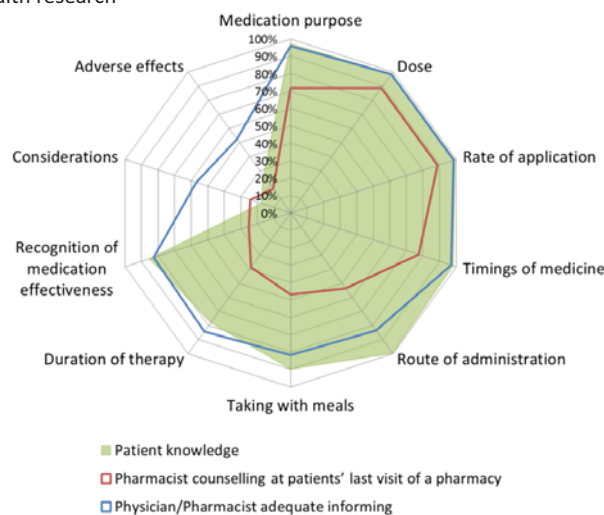 alth research
Medication purpose
100%
90%
80%
70%
60%
50%
40%
30%
20%
10%
0%
Adverse effects
Dose
Considerations
Rate of application
Recognition of
medication
effectiveness
Timings of medicine
Duration of therapy
Route of administration
Taking with meals
Patient knowledge
Pharmacist counselling at patients' last visit of a pharmacy
Physician/Pharmacist adequate informing